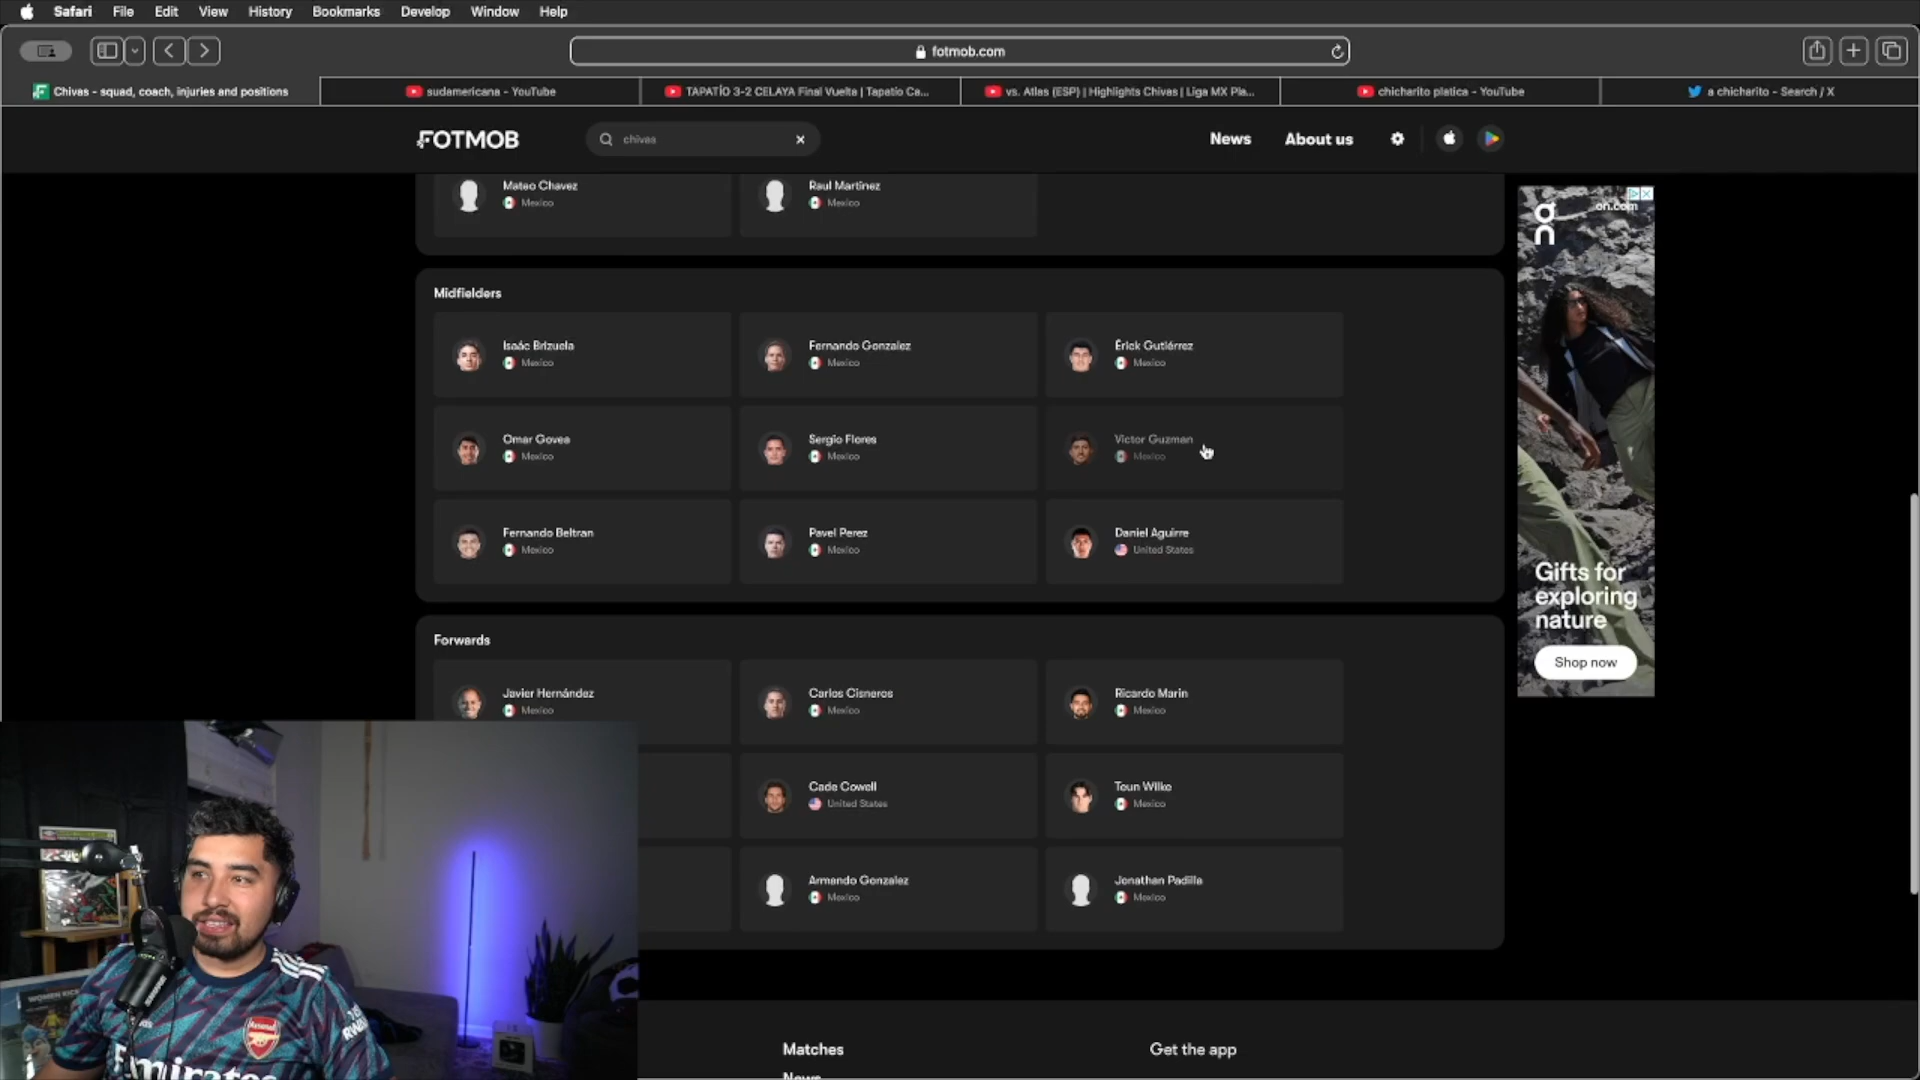 Safari File Edit View History Bookmarks Develop Window Help
fotmob.com
Chivas - squad, coach, injuries and positions
sudamericana - YouTube
TAPATÍO 3-2 CELAYA Final Vuelta | Tapatío Ca...
vs. Atlas (ESP) | Highlights Chivas | Liga MX Pla...
chicharito platica - YouTube
a chicharito - Search / X
FOTMOB
chivas
News
About us
Mateo Chavez
Mexico
Raul Martinez
Mexico
Midfielders
Isaác Brizuela
Mexico
Fernando Gonzalez
Mexico
Érick Gutiérrez
Mexico
Omar Govea
Mexico
Sergio Flores
Mexico
Victor Guzman
Mexico
Fernando Beltran
Mexico
Pavel Perez
Mexico
Daniel Aguirre
United States
Forwards
Javier Hernández
Mexico
Carlos Cisneros
Mexico
Ricardo Marin
Mexico
Cade Cowell
United States
Teun Wilke
Mexico
Armando Gonzalez
Mexico
Jonathan Padilla
Mexico
on.com
Gifts for
exploring
nature
Shop now
Matches
News
Get the app
Arsenal
Emirates